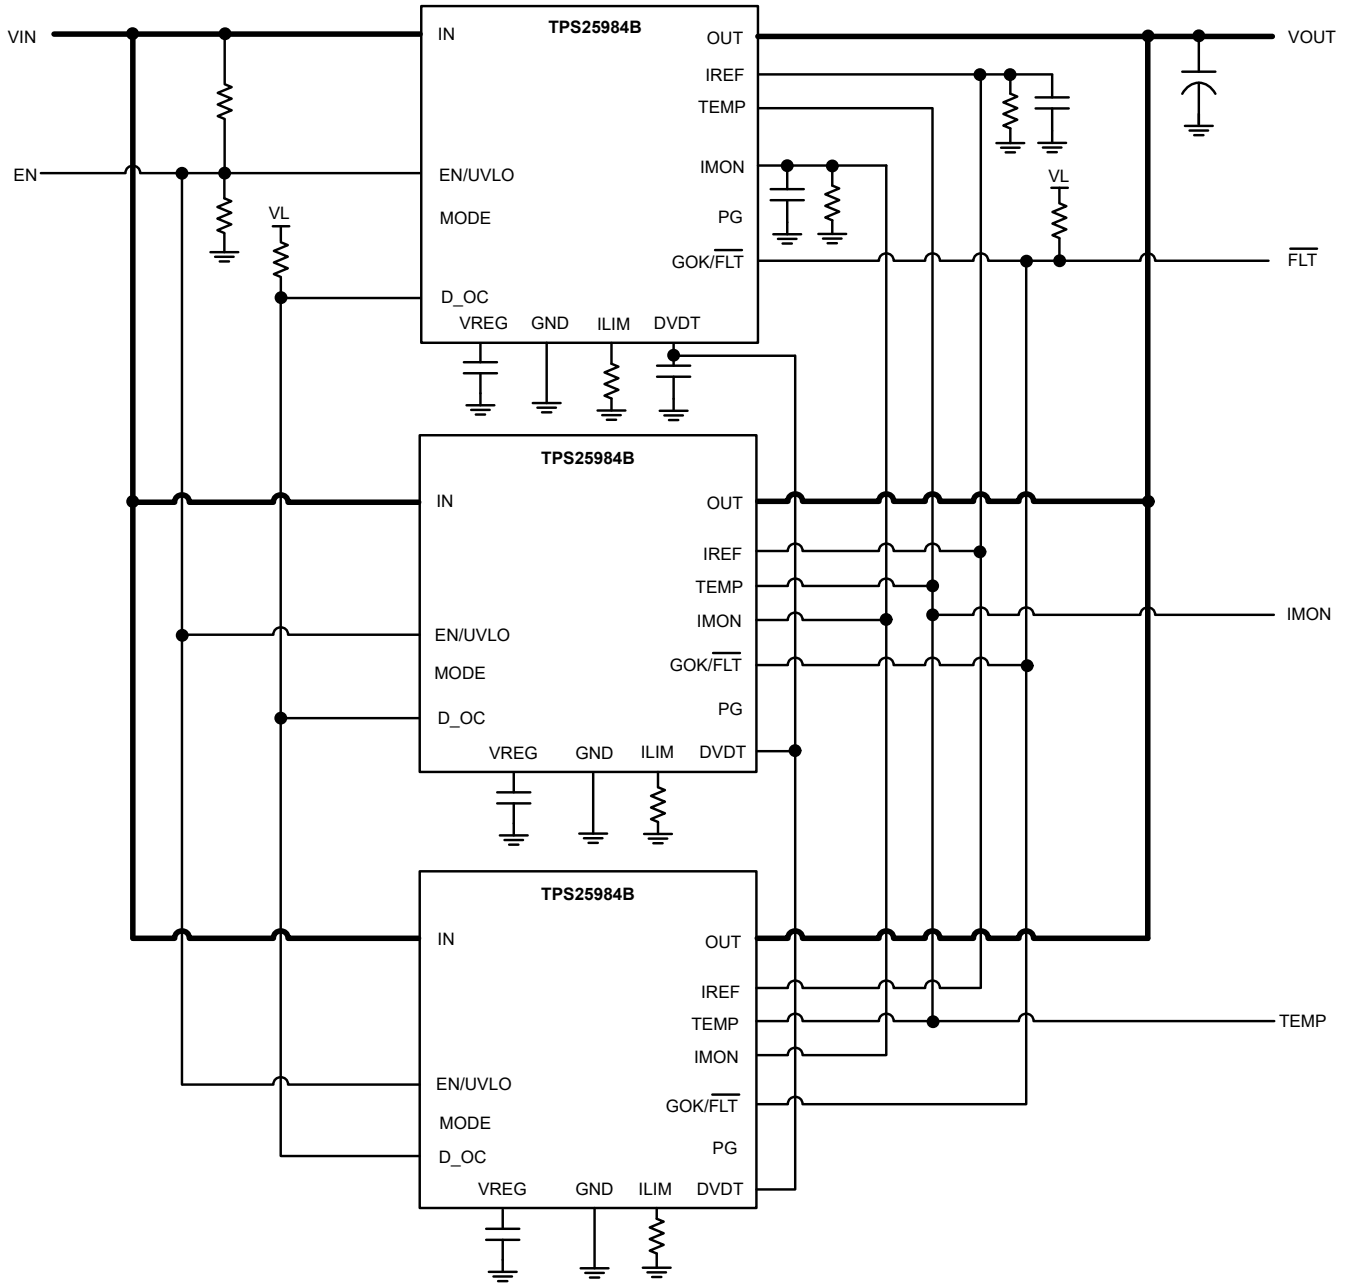 VIN
IN
TPS25984B
OUT
VOUT
IREF
TEMP
IMON
VL
EN
EN/UVLO
MODE
VL
PG
GOK/FLT
FLT
D_OC
VREG
GND
ILIM
DVDT
TPS25984B
IN
OUT
IREF
TEMP
IMON
IMON
EN/UVLO
GOK/FLT
MODE
D_OC
PG
VREG
GND
ILIM
DVDT
TPS25984B
IN
OUT
IREF
TEMP
TEMP
IMON
EN/UVLO
GOK/FLT
MODE
PG
D_OC
VREG
GND
ILIM
DVDT